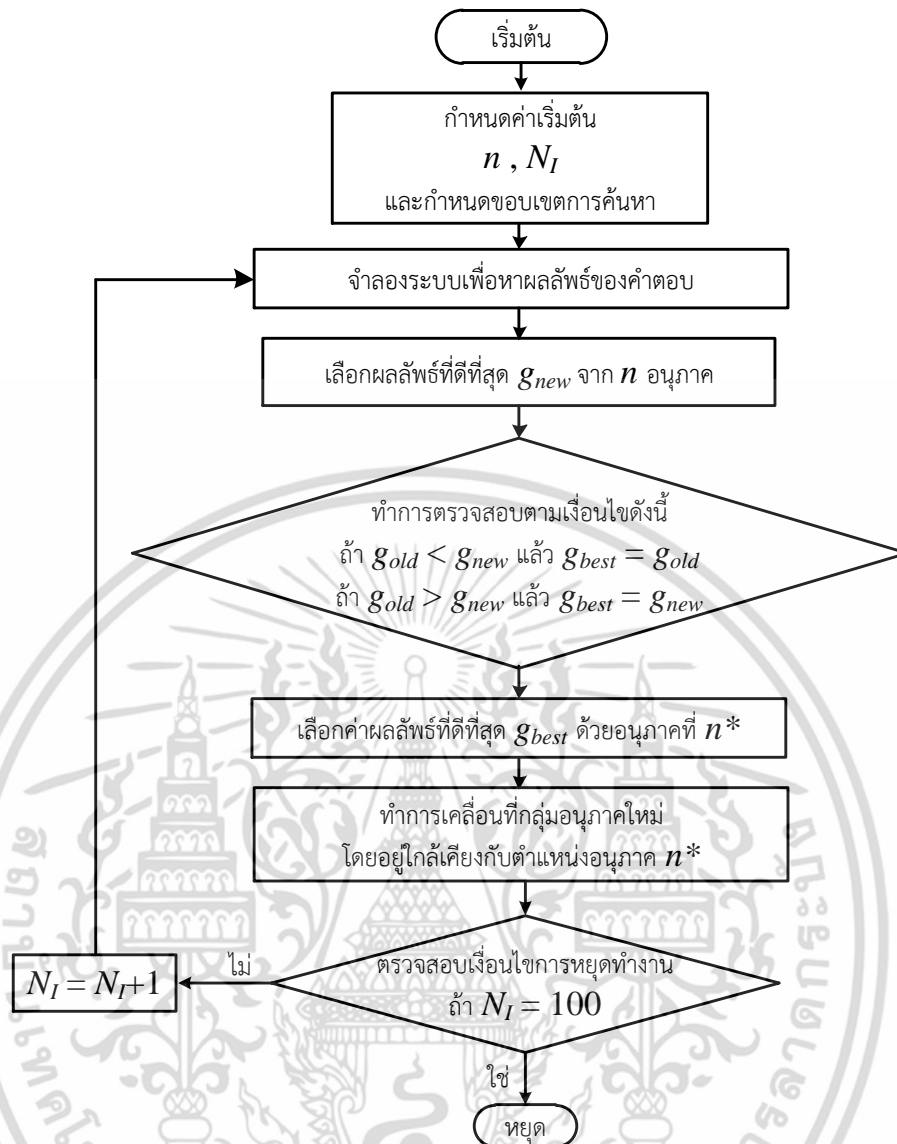 เริ่มต้น
กำหนดค่าเริ่มต้น
n , N_I
และกำหนดขอบเขตการค้นหา
จำลองระบบเพื่อหาผลลัพธ์ของคำตอบ
เลือกผลลัพธ์ที่ดีที่สุด g_new จาก n อนุภาค
ทำการตรวจสอบตามเงื่อนไขดังนี้
ถ้า g_old < g_new แล้ว g_best = g_old
ถ้า g_old > g_new แล้ว g_best = g_new
เลือกค่าผลลัพธ์ที่ดีที่สุด g_best ด้วยอนุภาคที่ n*
ทำการเคลื่อนที่กลุ่มอนุภาคใหม่
โดยอยู่ใกล้เคียงกับตำแหน่งอนุภาค n*
ตรวจสอบเงื่อนไขการหยุดทำงาน
ถ้า N_I = 100
ไม่
N_I = N_I+1
ใช่
หยุด